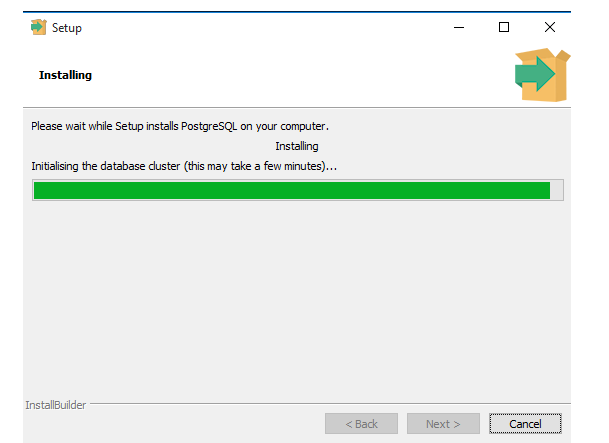 Setup
Installing
Please wait while Setup installs PostgreSQL on your computer.
Installing
Initialising the database cluster (this may take a few minutes)...
InstallBuilder
< Back
Next >
Cancel